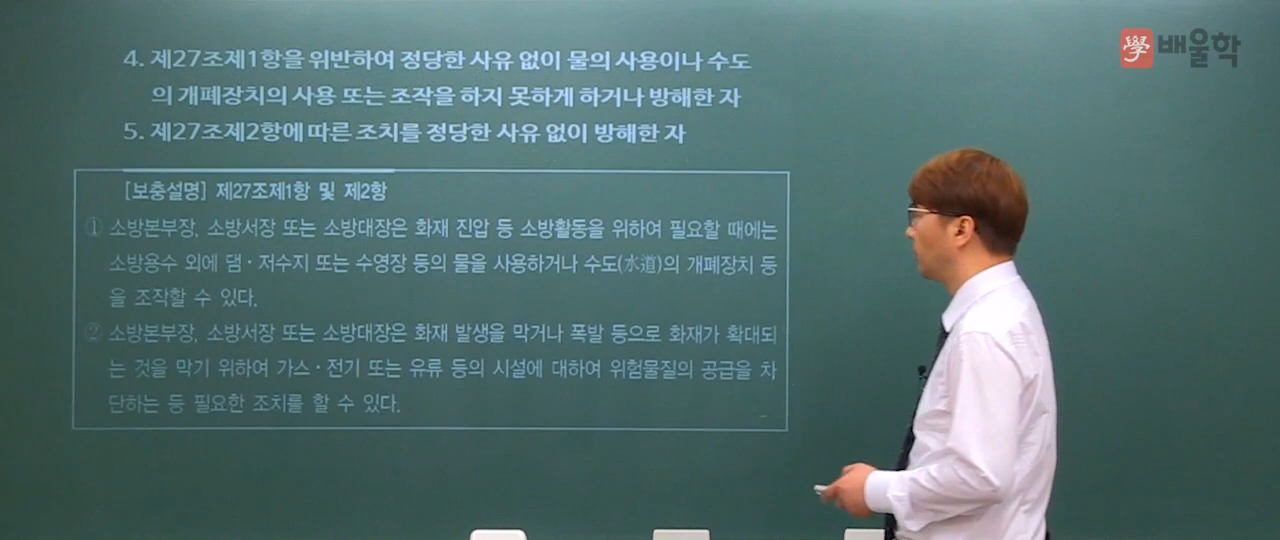 學 배울학
4. 제27조제1항을 위반하여 정당한 사유 없이 물의 사용이나 수도
의 개폐장치의 사용 또는 조작을 하지 못하게 하거나 방해한 자
5. 제27조제2항에 따른 조치를 정당한 사유 없이 방해한 자
[보충설명] 제27조제1항 및 제2항
① 소방본부장, 소방서장 또는 소방대장은 화재 진압 등 소방활동을 위하여 필요할 때에는
소방용수 외에 댐·저수지 또는 수영장 등의 물을 사용하거나 수도(水道)의 개폐장치 등
을 조작할 수 있다.
② 소방본부장, 소방서장 또는 소방대장은 화재 발생을 막거나 폭발 등으로 화재가 확대되
는 것을 막기 위하여 가스·전기 또는 유류 등의 시설에 대하여 위험물질의 공급을 차
단하는 등 필요한 조치를 할 수 있다.